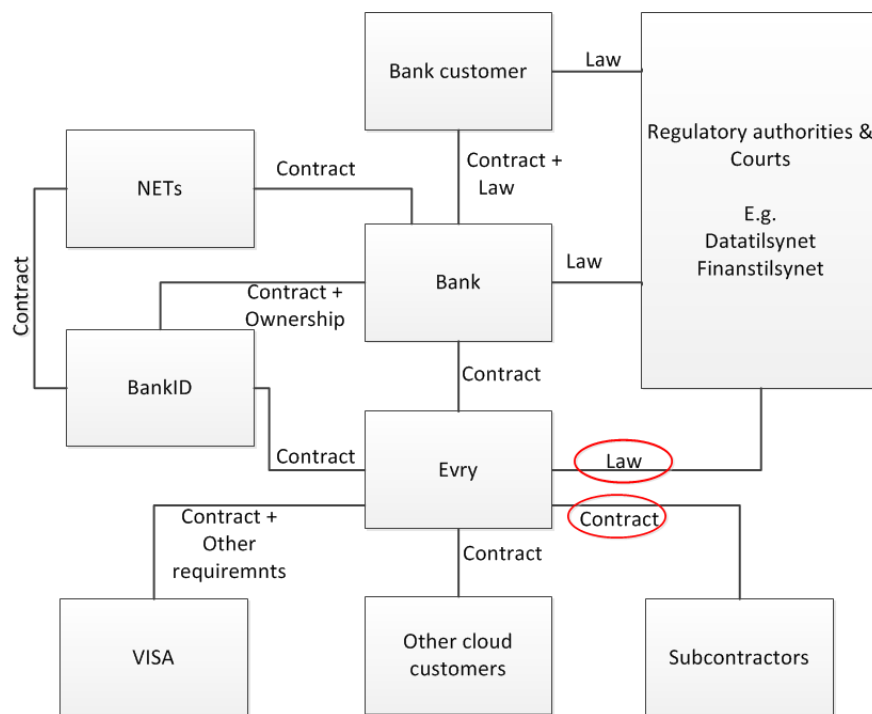 Bank customer
Law
Regulatory authorities &
Courts
E.g.
Datatilsynet
Finanstilsynet
NETs
Contract
Contract +
Law
Contract
Bank
Law
Contract +
Ownership
BankID
Contract
Contract
Evry
Law
Contract +
Other
requiremnts
Contract
Contract
VISA
Other cloud
customers
Subcontractors